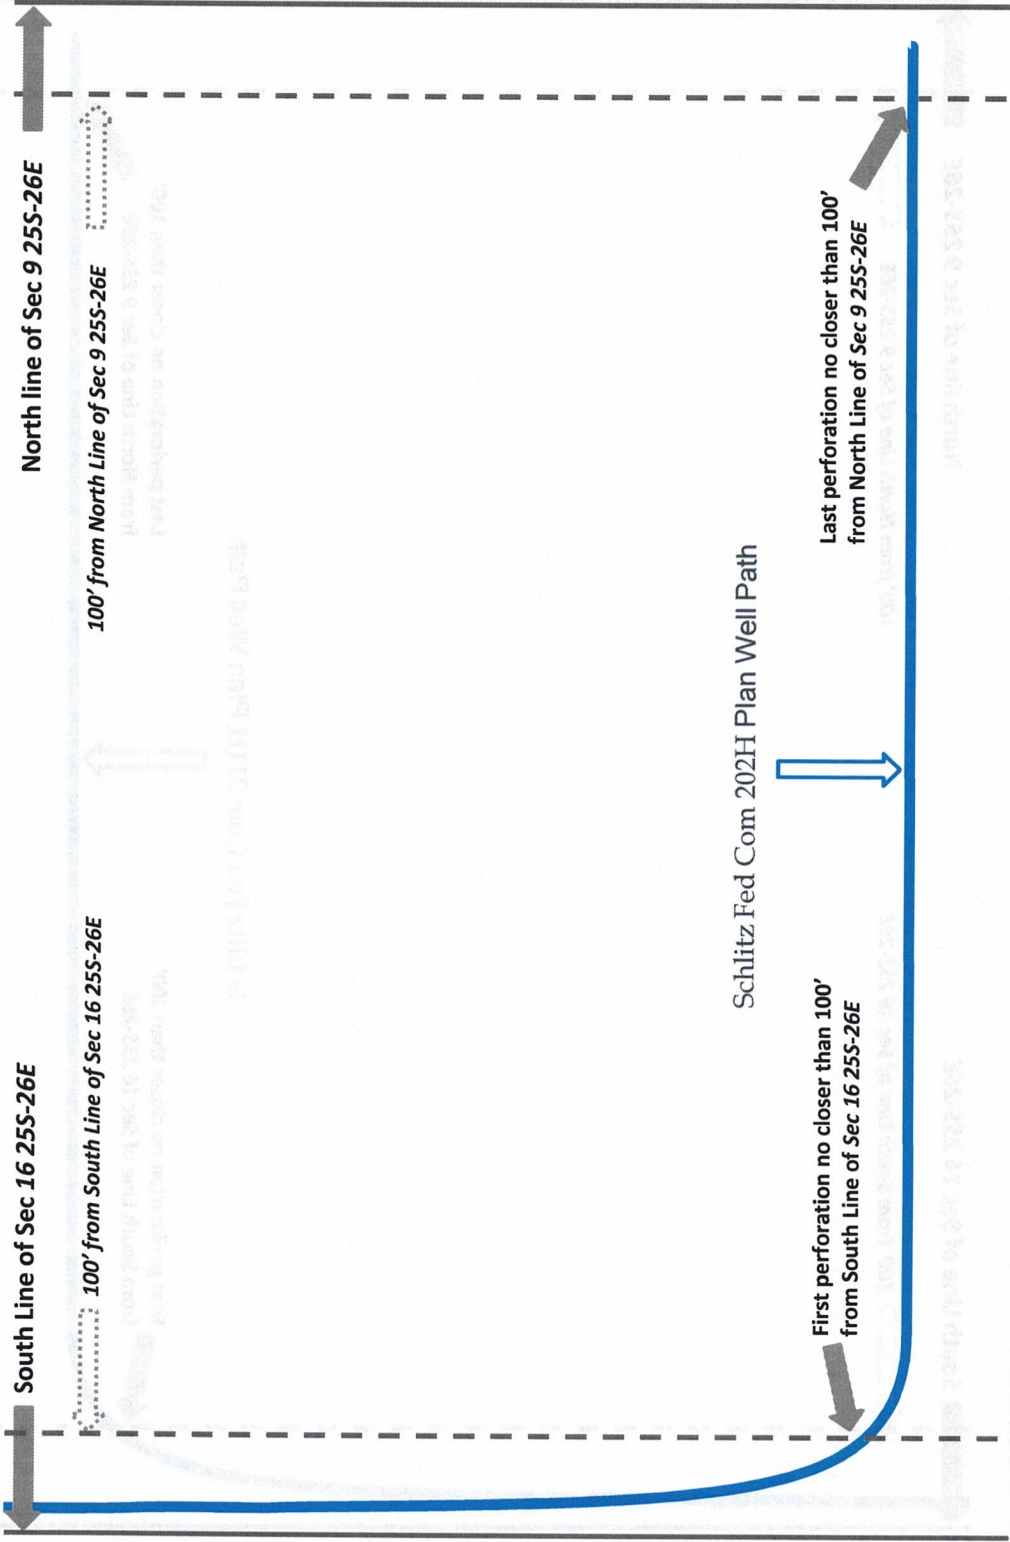 South Line of Sec 16 25S-26E
North line of Sec 9 25S-26E
100' from South Line of Sec 16 25S-26E
100' from North Line of Sec 9 25S-26E
Schlitz Fed Com 202H Plan Well Path
First perforation no closer than 100'
from South Line of Sec 16 25S-26E
Last perforation no closer than 100'
from North Line of Sec 9 25S-26E